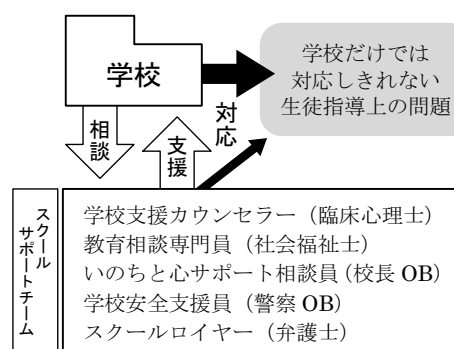 学校
学校だけでは
対応しきれない
生徒指導上の問題
対応
相談
支援
スクール
サポートチーム
学校支援カウンセラー（臨床心理士）
教育相談専門員（社会福祉士）
いのちと心サポート相談員（校長 OB）
学校安全支援員（警察 OB）
スクールロイヤー（弁護士）